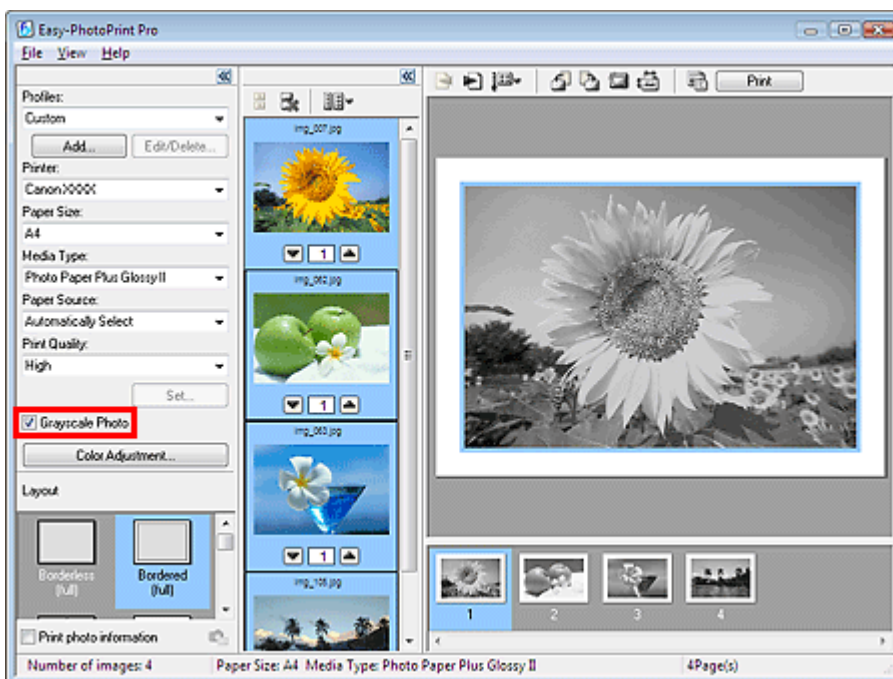 Easy-PhotoPrint Pro
File View Help
Profiles:
Custom
Add... Edit/Delete...
Printer:
Canon XXXX
Paper Size:
A4
Media Type:
Photo Paper Plus Glossy II
Paper Source:
Automatically Select
Print Quality:
High
Set...
Grayscale Photo
Color Adjustment...
Layout
Borderless (full)
Bordered (full)
Print photo information
img_007.jpg
1
img_062.jpg
1
img_063.jpg
1
img_105.jpg
Print
1 2 3 4
Number of images: 4 Paper Size: A4 Media Type: Photo Paper Plus Glossy II 4Page(s)